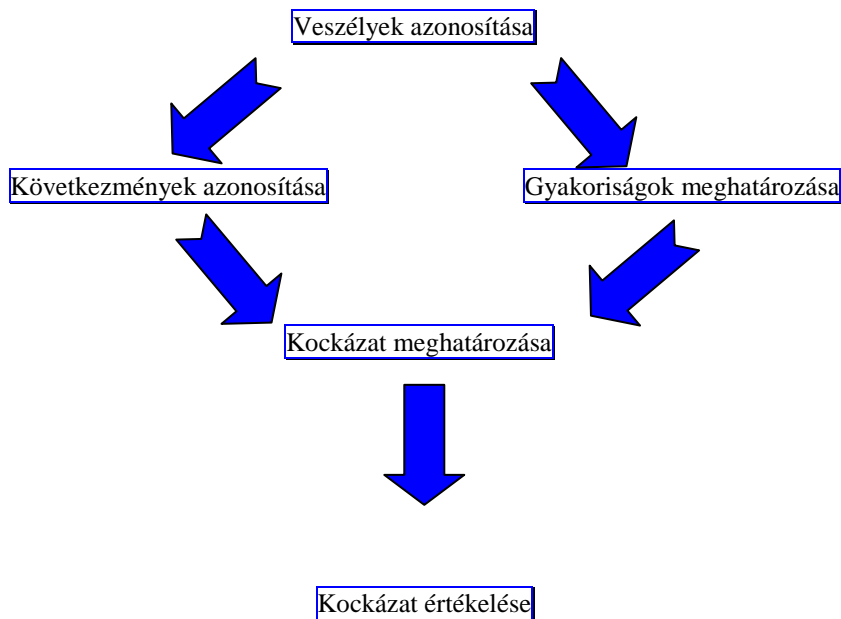 Veszélyek azonosítása
Következmények azonosítása
Gyakoriságok meghatározása
Kockázat meghatározása
Kockázat értékelése